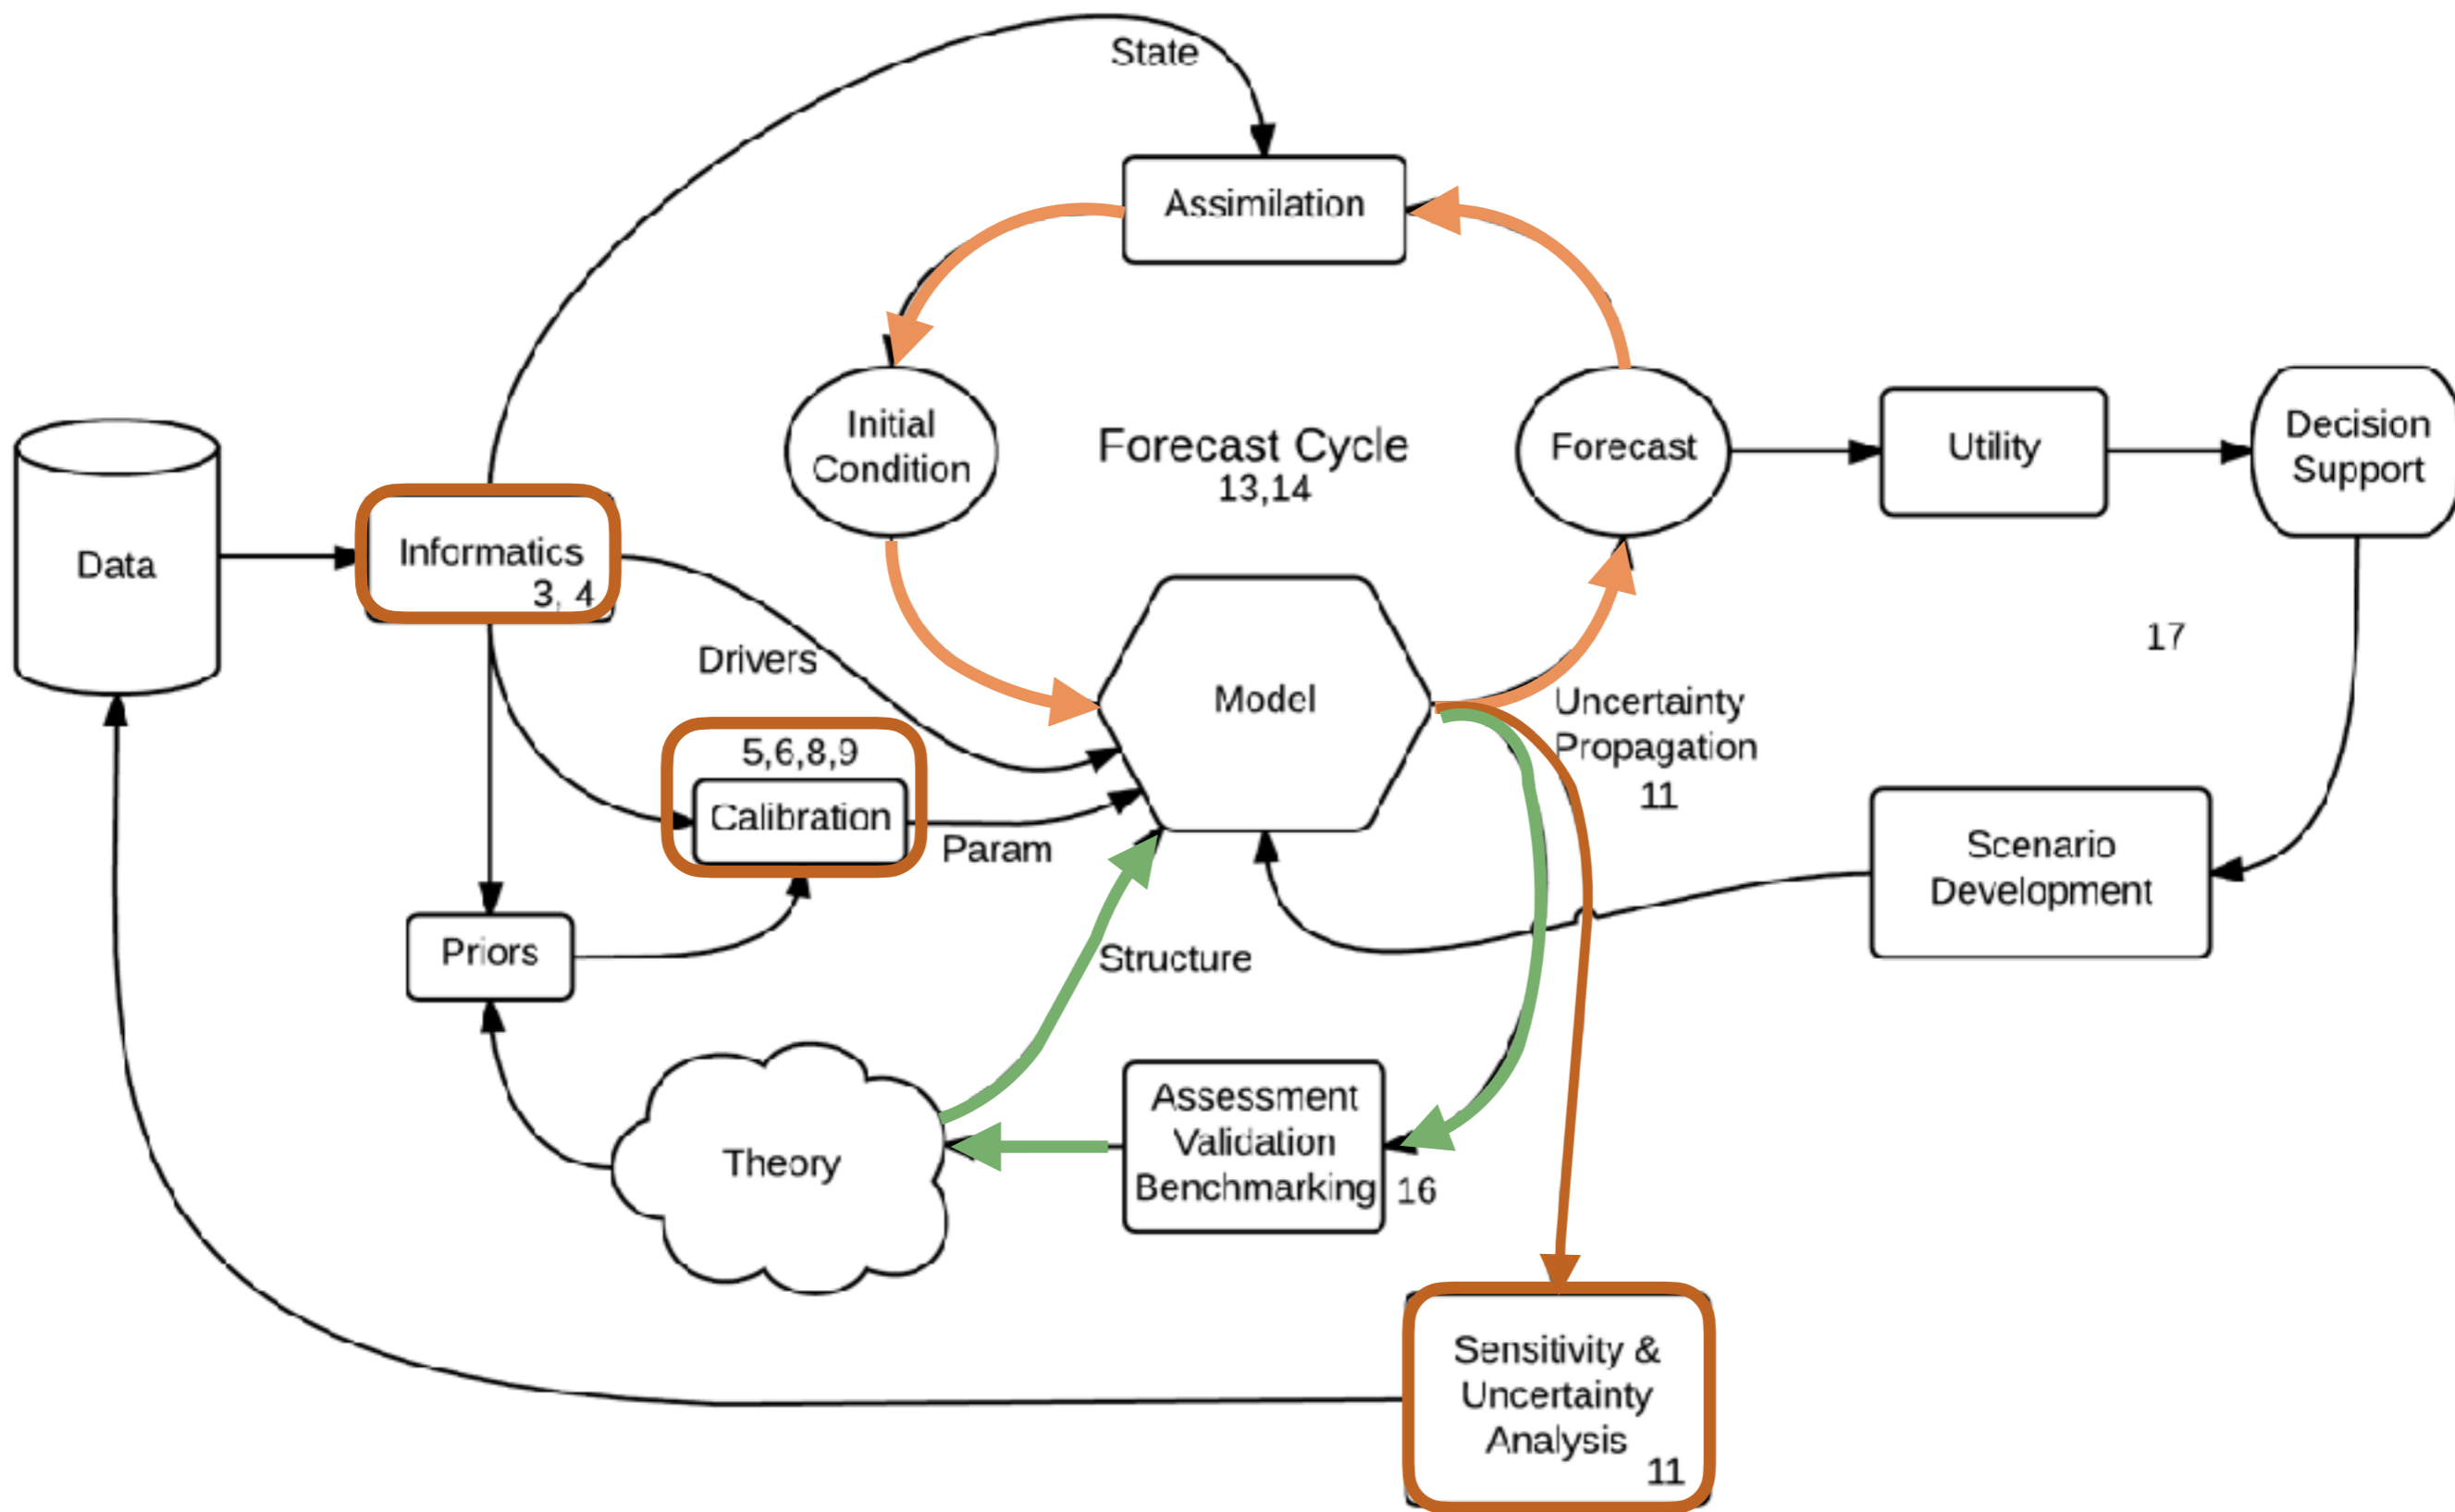 State
Assimilation
Initial
Condition
Forecast Cycle
13,14
Forecast
Utility
Decision
Support
Data
Informatics
3, 4
Drivers
Model
17
Uncertainty
Propagation
11
5,6,8,9
Calibration
Param
Scenario
Development
Priors
Structure
Theory
Assessment
Validation
Benchmarking
16
Sensitivity &
Uncertainty
Analysis
11